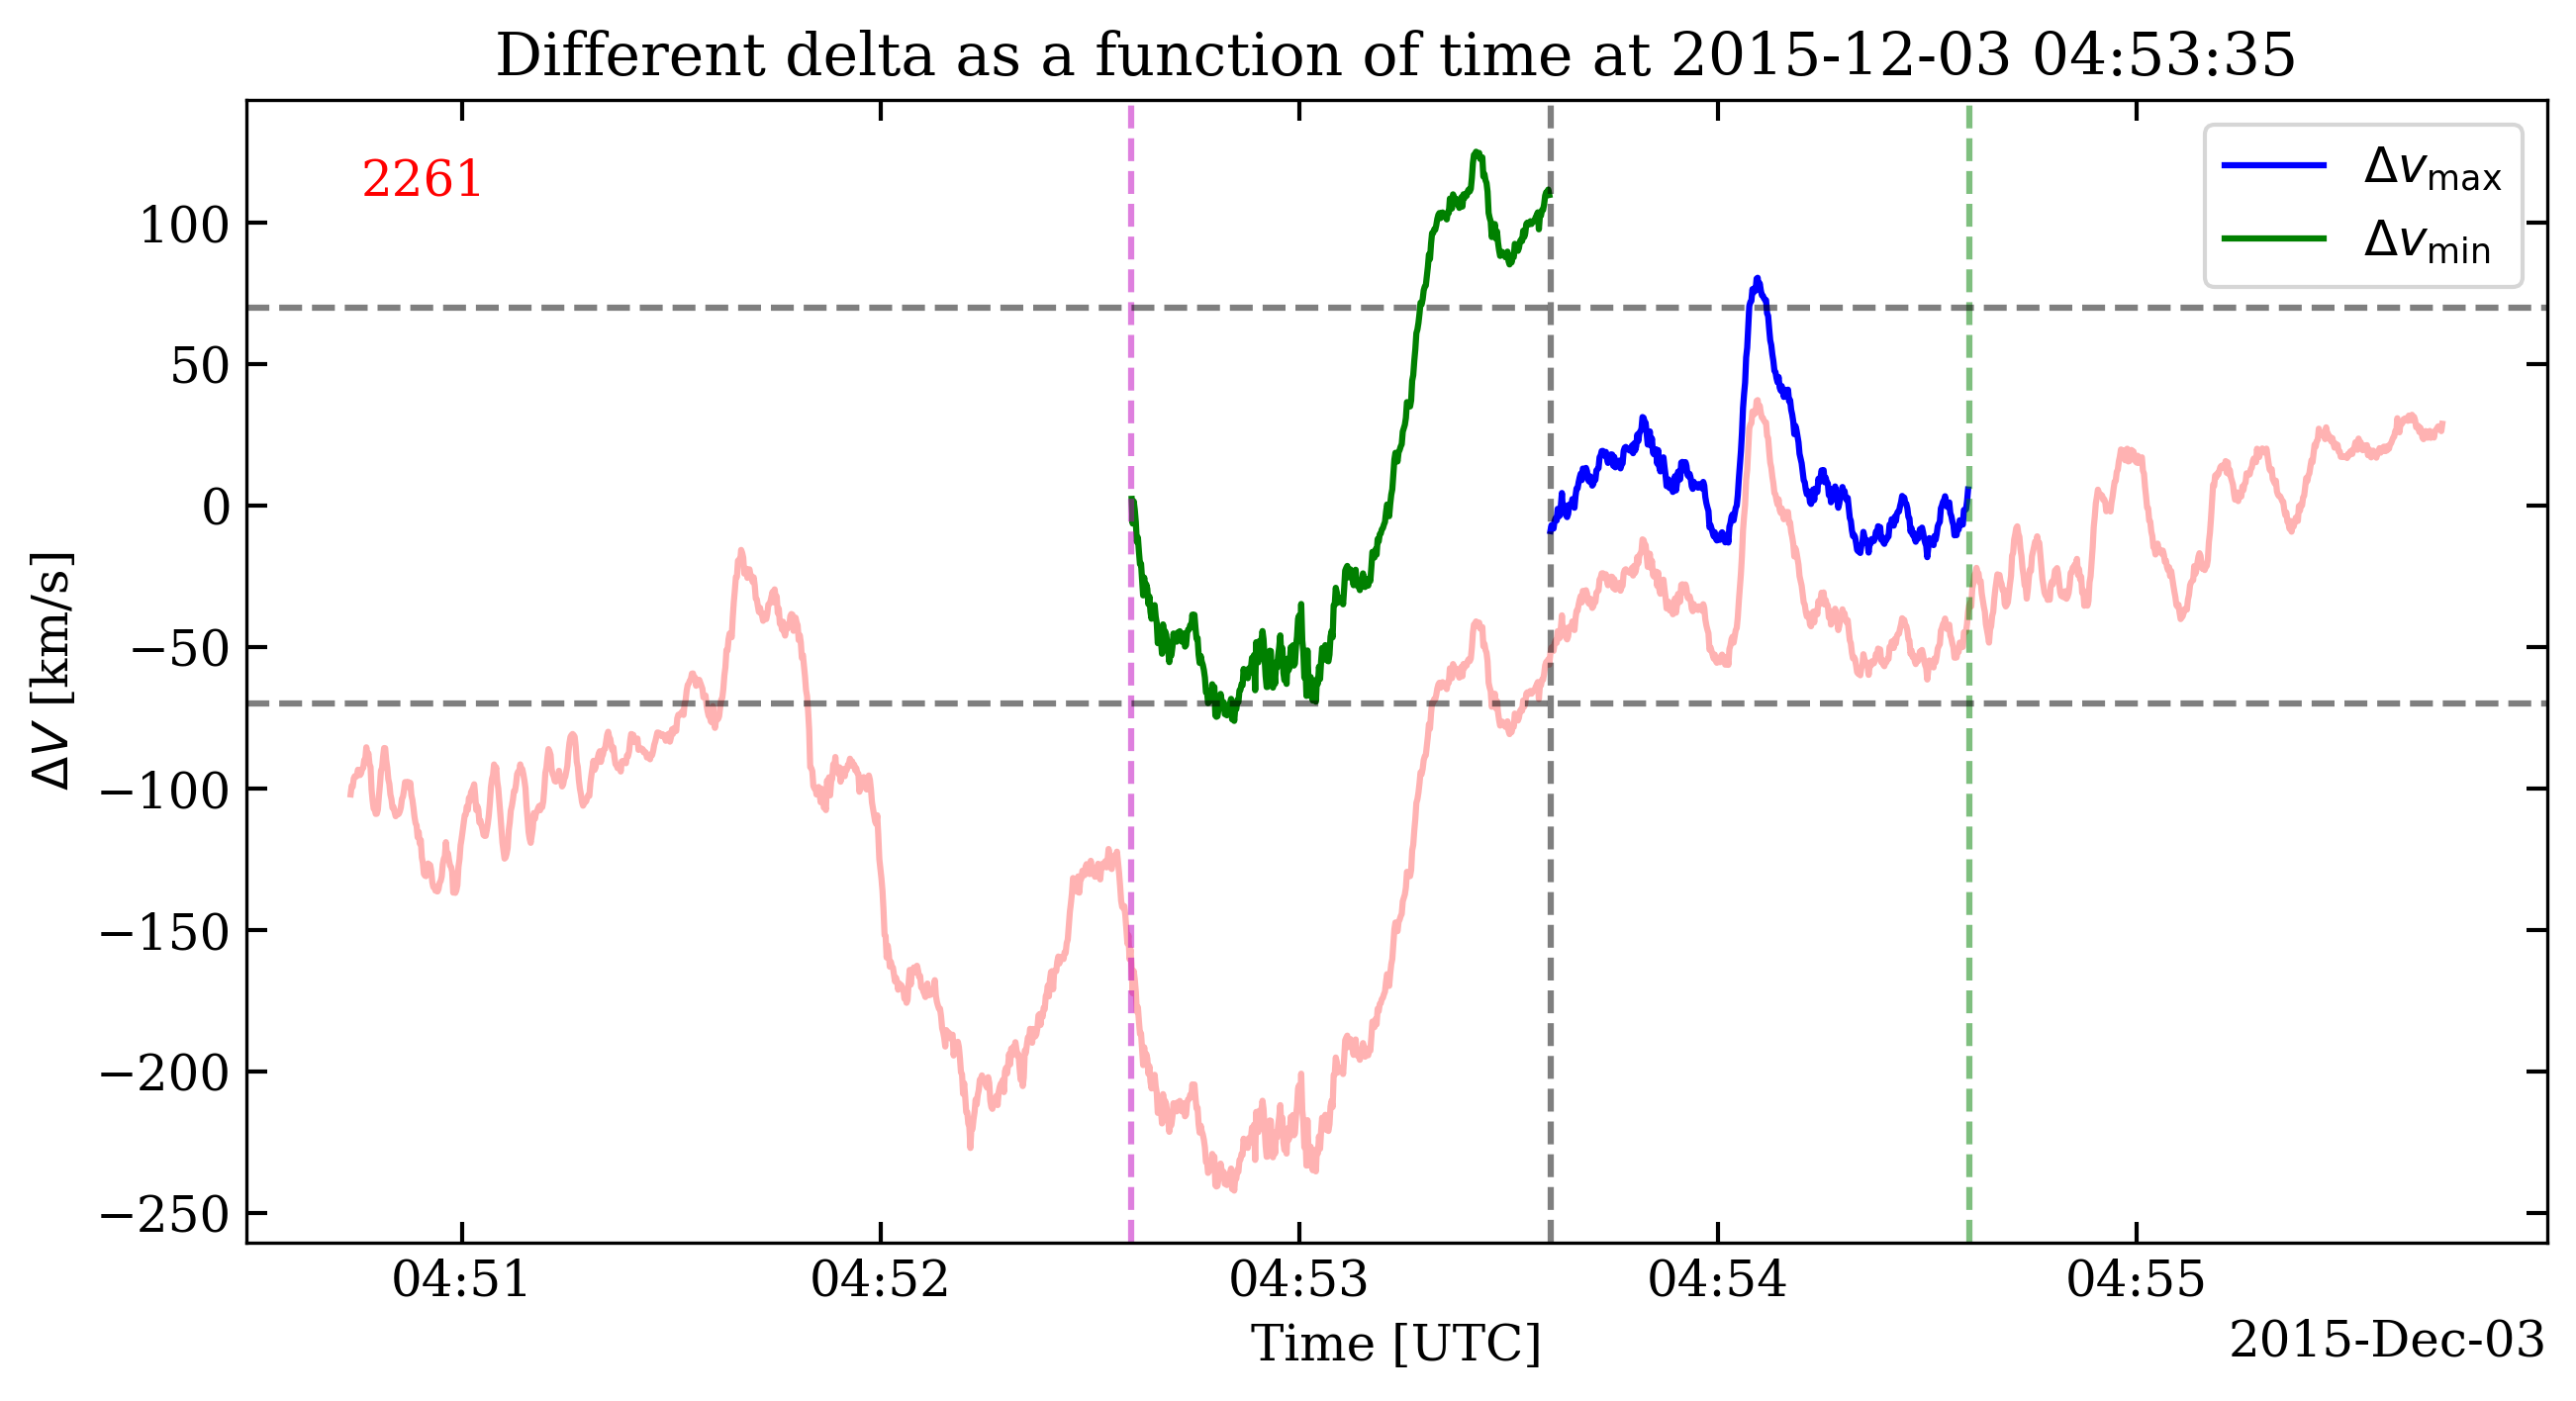 Different delta as a function of time at 2015-12-03 04:53:35
2261
Δv_max
Δv_min
100
50
0
−50
−100
−150
−200
−250
ΔV [km/s]
04:51 04:52 04:53 04:54 04:55
Time [UTC]
2015-Dec-03